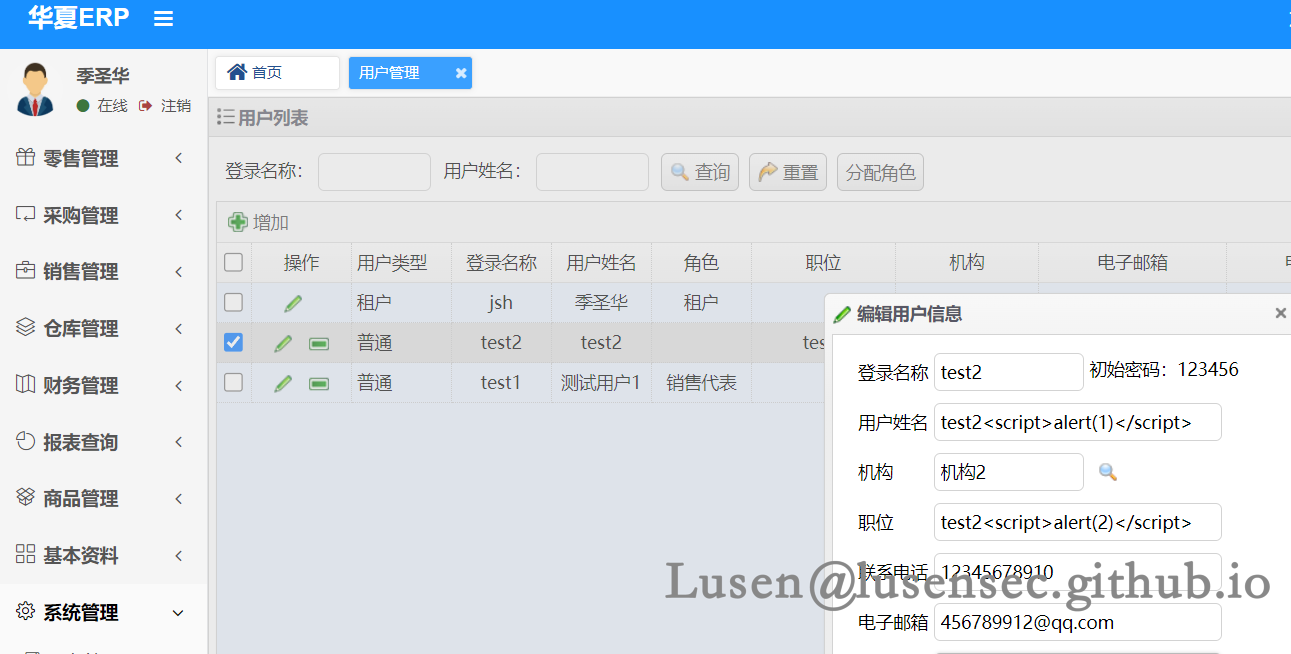 华夏ERP
季圣华
在线 注销
零售管理
采购管理
销售管理
仓库管理
财务管理
报表查询
商品管理
基本资料
系统管理
首页 用户管理
用户列表
登录名称: 用户姓名: 查询 重置 分配角色
增加
操作 用户类型 登录名称 用户姓名 角色 职位 机构 电子邮箱
租户 jsh 季圣华 租户
普通 test2 test2 tes
普通 test1 测试用户1 销售代表
编辑用户信息
登录名称 test2 初始密码：123456
用户姓名 test2<script>alert(1)</script>
机构 机构2
职位 test2<script>alert(2)</script>
联系电话 12345678910
电子邮箱 456789912@qq.com
Lusen@lusensec.github.io